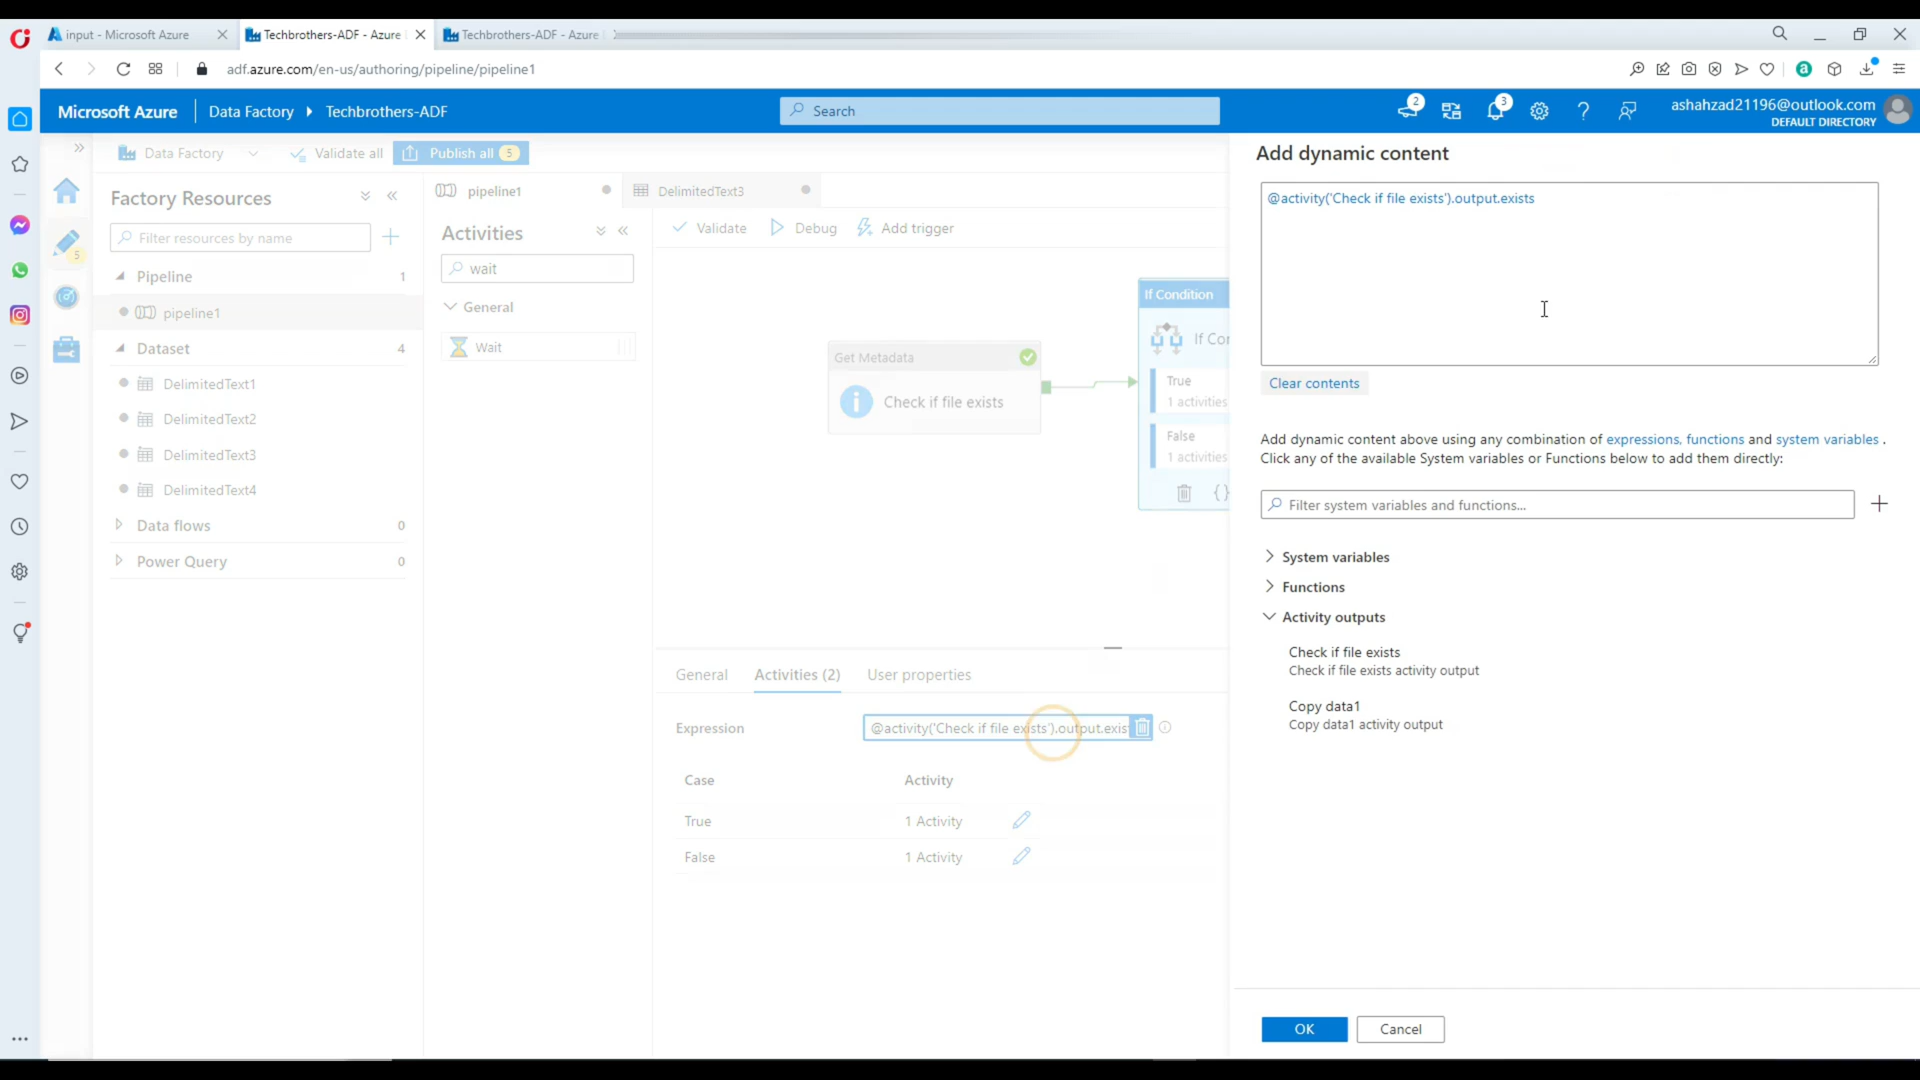 input - Microsoft Azure
Techbrothers-ADF - Azure
Techbrothers-ADF - Azure
adf.azure.com/en-us/authoring/pipeline/pipeline1
a
Microsoft Azure
Data Factory
Techbrothers-ADF
Search
2
3
ashahzad21196@outlook.com
DEFAULT DIRECTORY
Data Factory
Validate all
Publish all
5
Factory Resources
Filter resources by name
5
Pipeline
1
pipeline1
Dataset
4
DelimitedText1
DelimitedText2
DelimitedText3
DelimitedText4
Data flows
0
Power Query
0
pipeline1
DelimitedText3
Activities
wait
General
Wait
Validate
Debug
Add trigger
Get Metadata
Check if file exists
If Condition
If Cor
True
1 activities
False
1 activities
General
Activities (2)
User properties
Expression
@activity('Check if file exists').output.exis
Case
Activity
True
1 Activity
False
1 Activity
Add dynamic content
@activity('Check if file exists').output.exists
Clear contents
Add dynamic content above using any combination of expressions, functions and system variables .
Click any of the available System variables or Functions below to add them directly:
Filter system variables and functions...
System variables
Functions
Activity outputs
Check if file exists
Check if file exists activity output
Copy data1
Copy data1 activity output
OK
Cancel